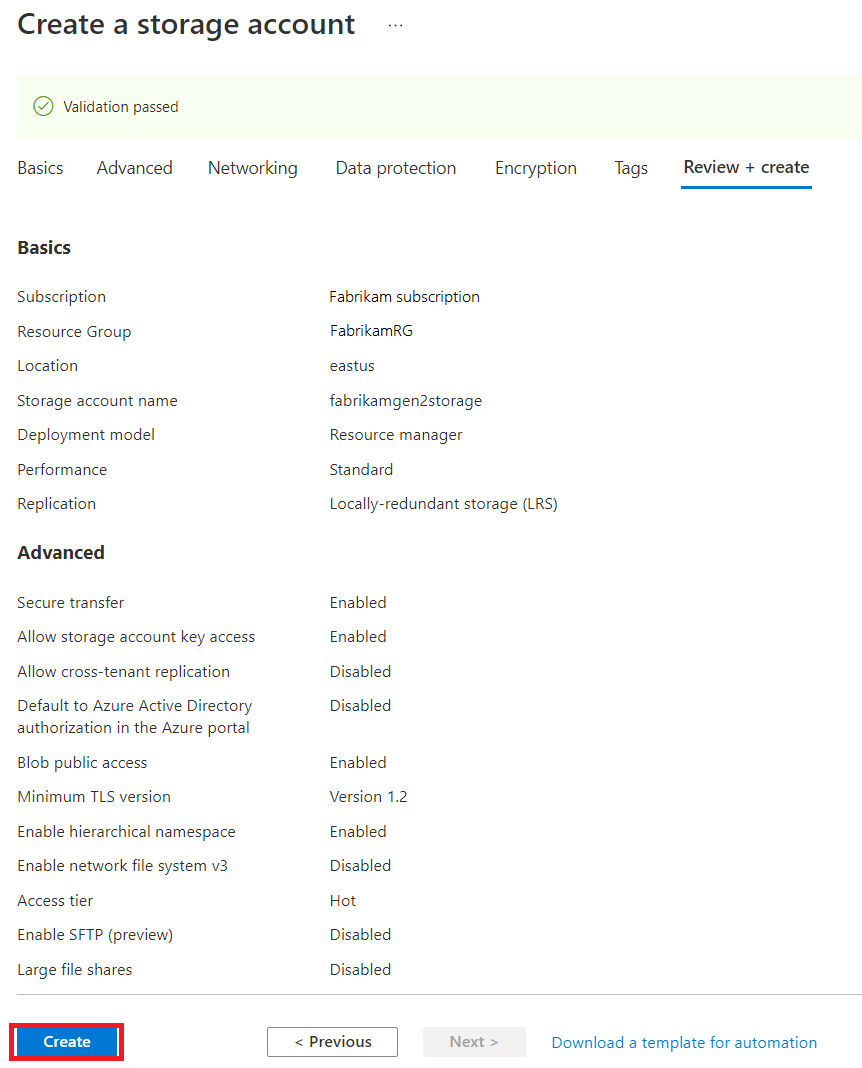 Create a storage account ...
Validation passed
Basics Advanced Networking Data protection Encryption Tags Review + create
Basics
Subscription Fabrikam subscription
Resource Group FabrikamRG
Location eastus
Storage account name fabrikamgen2storage
Deployment model Resource manager
Performance Standard
Replication Locally-redundant storage (LRS)
Advanced
Secure transfer Enabled
Allow storage account key access Enabled
Allow cross-tenant replication Disabled
Default to Azure Active Directory Disabled
authorization in the Azure portal
Blob public access Enabled
Minimum TLS version Version 1.2
Enable hierarchical namespace Enabled
Enable network file system v3 Disabled
Access tier Hot
Enable SFTP (preview) Disabled
Large file shares Disabled
Create < Previous Next > Download a template for automation